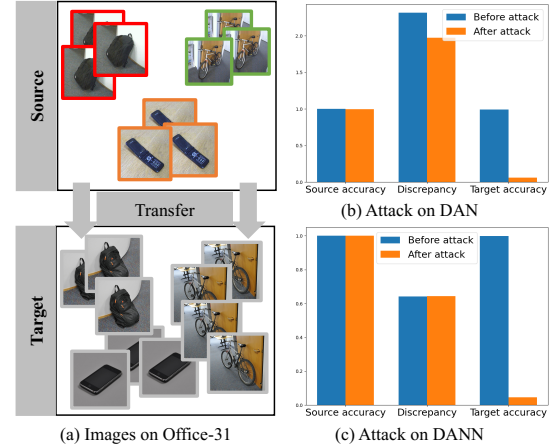 Source
Transfer
Target
(a) Images on Office-31
Before attack
After attack
2.0
1.5
1.0
0.5
0.0
Source accuracy Discrepancy Target accuracy
(b) Attack on DAN
Before attack
After attack
1.0
0.8
0.6
0.4
0.2
0.0
Source accuracy Discrepancy Target accuracy
(c) Attack on DANN